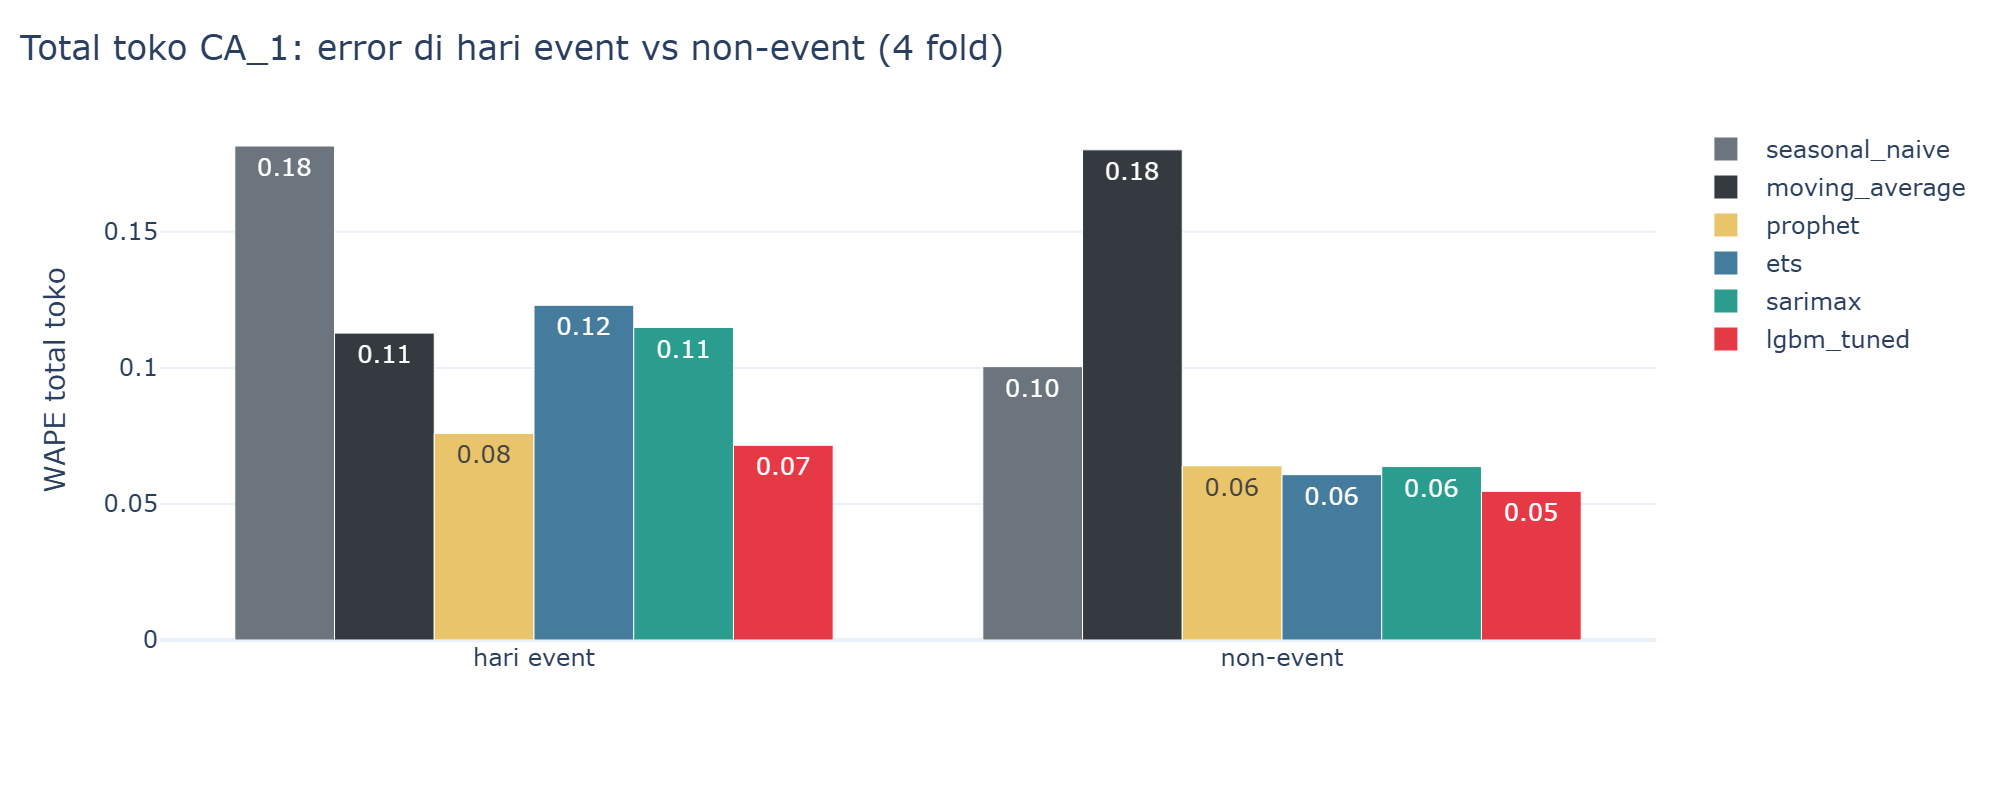 Total toko CA_1: error di hari event vs non-event (4 fold)
WAPE total toko
0.15
0.1
0.05
0
0.18
0.11
0.08
0.12
0.11
0.07
0.10
0.18
0.06
0.06
0.06
0.05
hari event
non-event
seasonal_naive
moving_average
prophet
ets
sarimax
lgbm_tuned